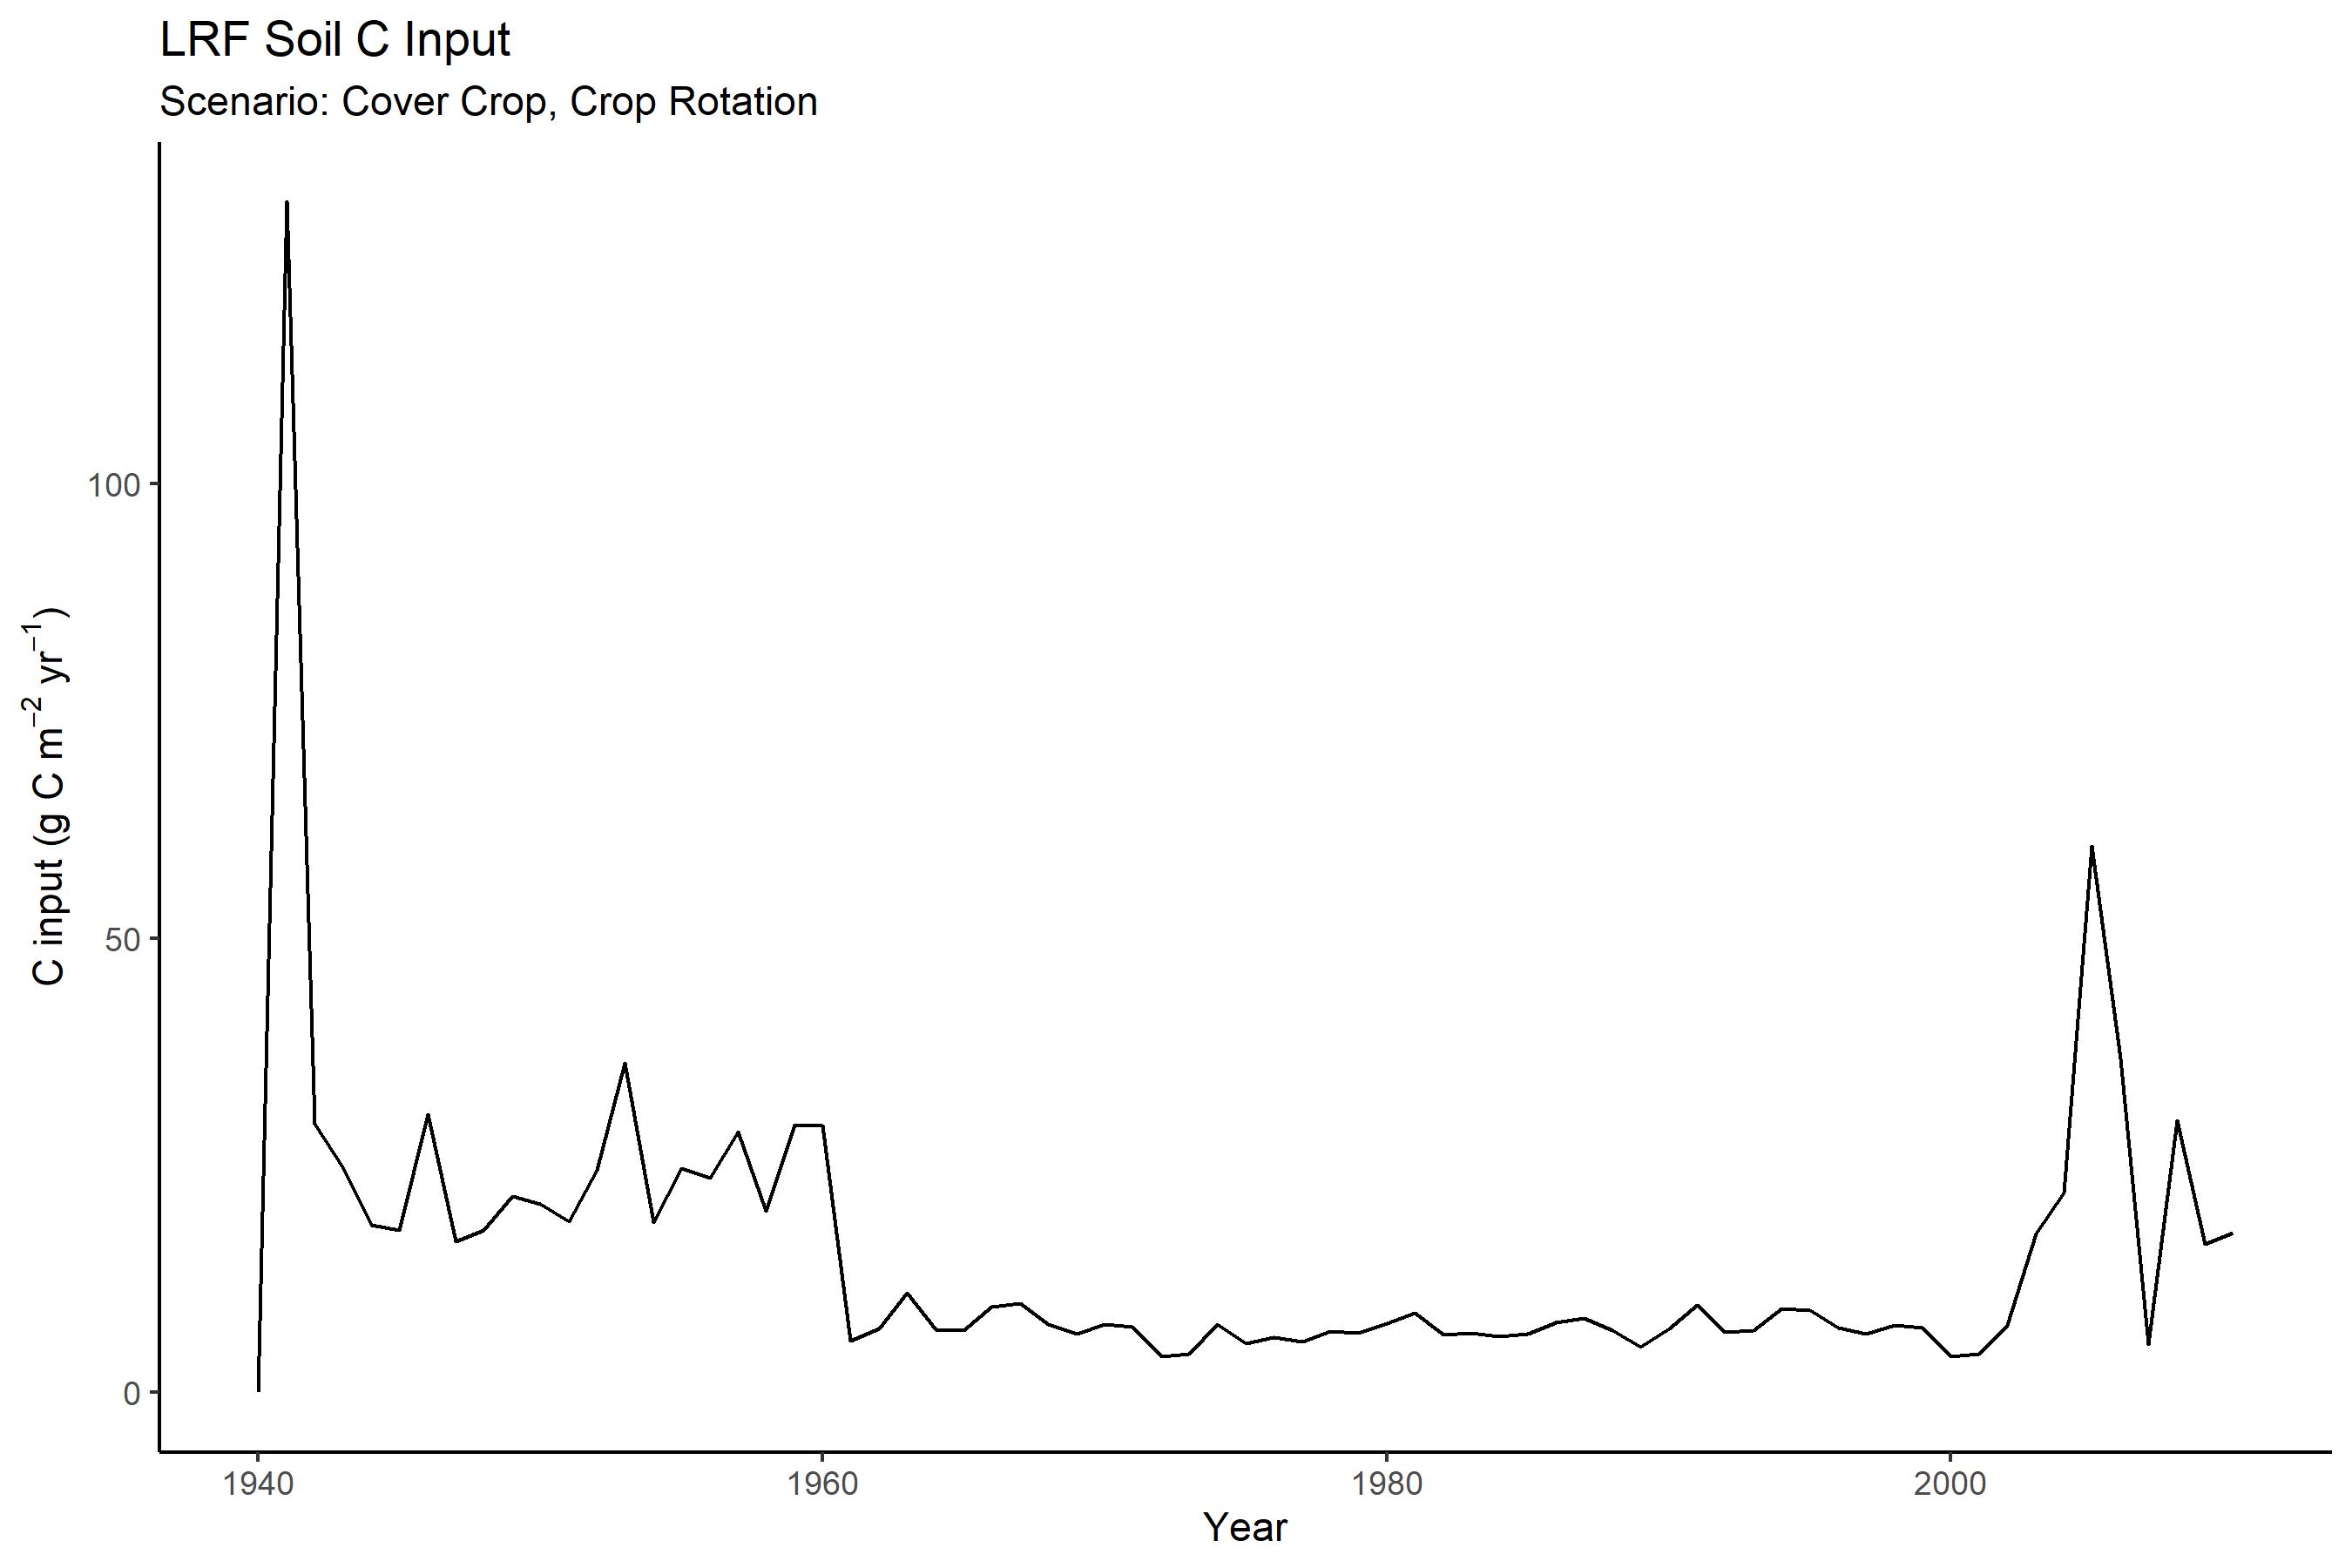 LRF Soil C Input
Scenario: Cover Crop, Crop Rotation
C input (g C m⁻² yr⁻¹)
100
50
0
1940
1960
1980
2000
Year